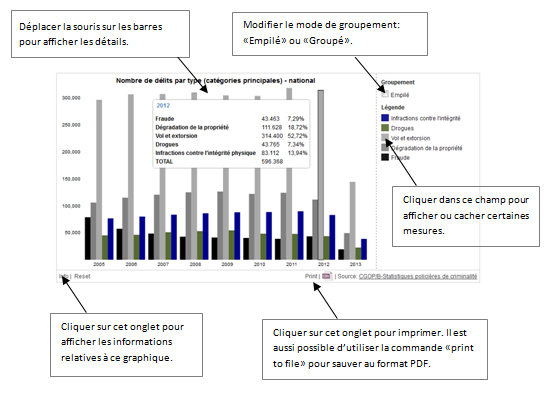 Déplacer la souris sur les barres
pour afficher les détails.
Modifier le mode de groupement:
«Empilé» ou «Groupé».
Nombre de délits par type (catégories principales) - national
300,000
250,000
200,000
150,000
100,000
50,000
2012
Fraude 43.463 7,29%
Dégradation de la propriété 111.628 18,72%
Vol et extorsion 314.400 52,72%
Drogues 43.765 7,34%
Infractions contre l'intégrité physique 83.112 13,94%
TOTAL 596.368
2005 2006 2007 2008 2009 2010 2011 2012 2013
Groupement
Empilé
Légende
Infractions contre l'intégrité
Drogues
Vol et extorsion
Dégradation de la propriété
Fraude
Cliquer dans ce champ pour
afficher ou cacher certaines
mesures.
Info | Reset
Print | | Source: CGOP/B-Statistiques policières de criminalité
Cliquer sur cet onglet pour
afficher les informations
relatives à ce graphique.
Cliquer sur cet onglet pour imprimer. Il est
aussi possible d'utiliser la commande «print
to file» pour sauver au format PDF.